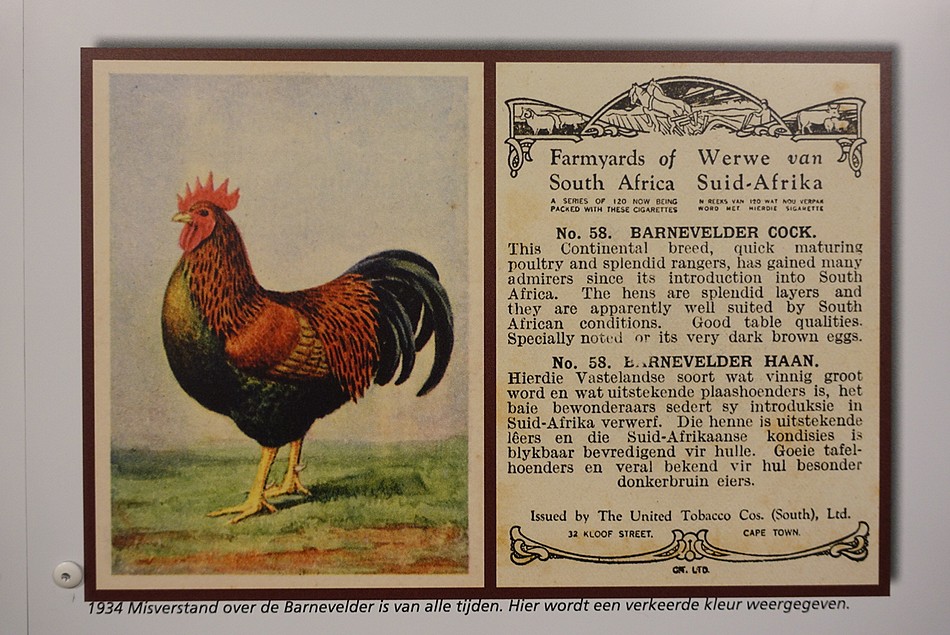 Farmyards of
South Africa
A SERIES OF 120 NOW BEING
PACKED WITH THESE CIGARETTES
Werwe van
Suid-Afrika
'N REEKS VAN 120 WAT NOU VERPAK
WORD MET HIERDIE SIGARETTE
No. 58. BARNEVELDER COCK.
This Continental breed, quick maturing
poultry and splendid rangers, has gained many
admirers since its introduction into South
Africa. The hens are splendid layers and
they are apparently well suited by South
African conditions. Good table qualities.
Specially noted or its very dark brown eggs.
No. 58. BARNEVELDER HAAN.
Hierdie Vastelandse soort wat vinnig groot
word en wat uitstekende plaashoenders is, het
baie bewonderaars sedert sy introduksie in
Suid-Afrika verwerf. Die henne is uitstekende
lêers en die Suid-Afrikaanse kondisies is
blykbaar bevredigend vir hulle. Goeie tafel-
hoenders en veral bekend vir hul besonder
donkerbruin eiers.
Issued by The United Tobacco Cos. (South), Ltd.
32 KLOOF STREET, CAPE TOWN.
LTD.
1934 Misverstand over de Barnevelder is van alle tijden. Hier wordt een verkeerde kleur weergegeven.